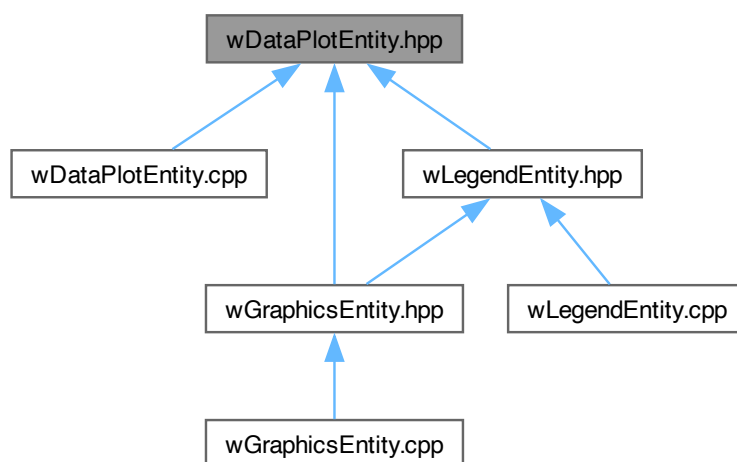 wDataPlotEntity.hpp
wDataPlotEntity.cpp
wLegendEntity.hpp
wGraphicsEntity.hpp
wLegendEntity.cpp
wGraphicsEntity.cpp